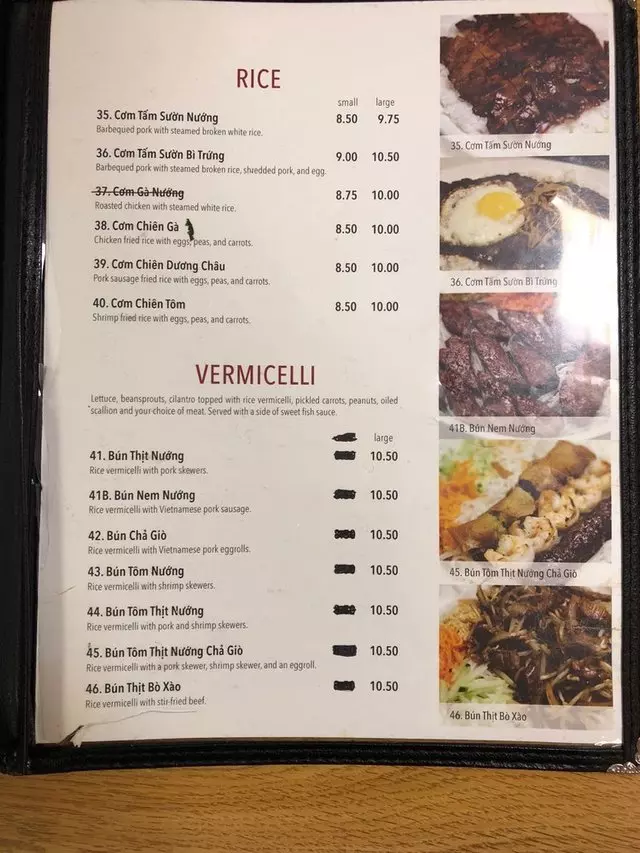 RICE
small large
35. Cơm Tấm Sườn Nướng 8.50 9.75
Barbequed pork with steamed broken white rice.
36. Cơm Tấm Sườn Bì Trứng 9.00 10.50
Barbequed pork with steamed broken rice, shredded pork, and egg.
37. Cơm Gà Nướng 8.75 10.00
Roasted chicken with steamed white rice.
38. Cơm Chiên Gà 8.50 10.00
Chicken fried rice with eggs, peas, and carrots.
39. Cơm Chiên Dương Châu 8.50 10.00
Pork sausage fried rice with eggs, peas, and carrots.
40. Cơm Chiên Tôm 8.50 10.00
Shrimp fried rice with eggs, peas, and carrots.
VERMICELLI
Lettuce, beansprouts, cilantro topped with rice vermicelli, pickled carrots, peanuts, oiled
scallion and your choice of meat. Served with a side of sweet fish sauce.
large
41. Bún Thịt Nướng 10.50
Rice vermicelli with pork skewers.
41B. Bún Nem Nướng 10.50
Rice vermicelli with Vietnamese pork sausage.
42. Bún Chả Giò 10.50
Rice vermicelli with Vietnamese pork eggrolls.
43. Bún Tôm Nướng 10.50
Rice vermicelli with shrimp skewers.
44. Bún Tôm Thịt Nướng 10.50
Rice vermicelli with pork and shrimp skewers.
45. Bún Tôm Thịt Nướng Chả Giò 10.50
Rice vermicelli with a pork skewer, shrimp skewer, and an eggroll.
46. Bún Thịt Bò Xào 10.50
Rice vermicelli with stir fried beef.
35. Cơm Tấm Sườn Nướng
36. Cơm Tấm Sườn Bì Trứng
41B. Bún Nem Nướng
45. Bún Tôm Thịt Nướng Chả Giò
46. Bún Thịt Bò Xào